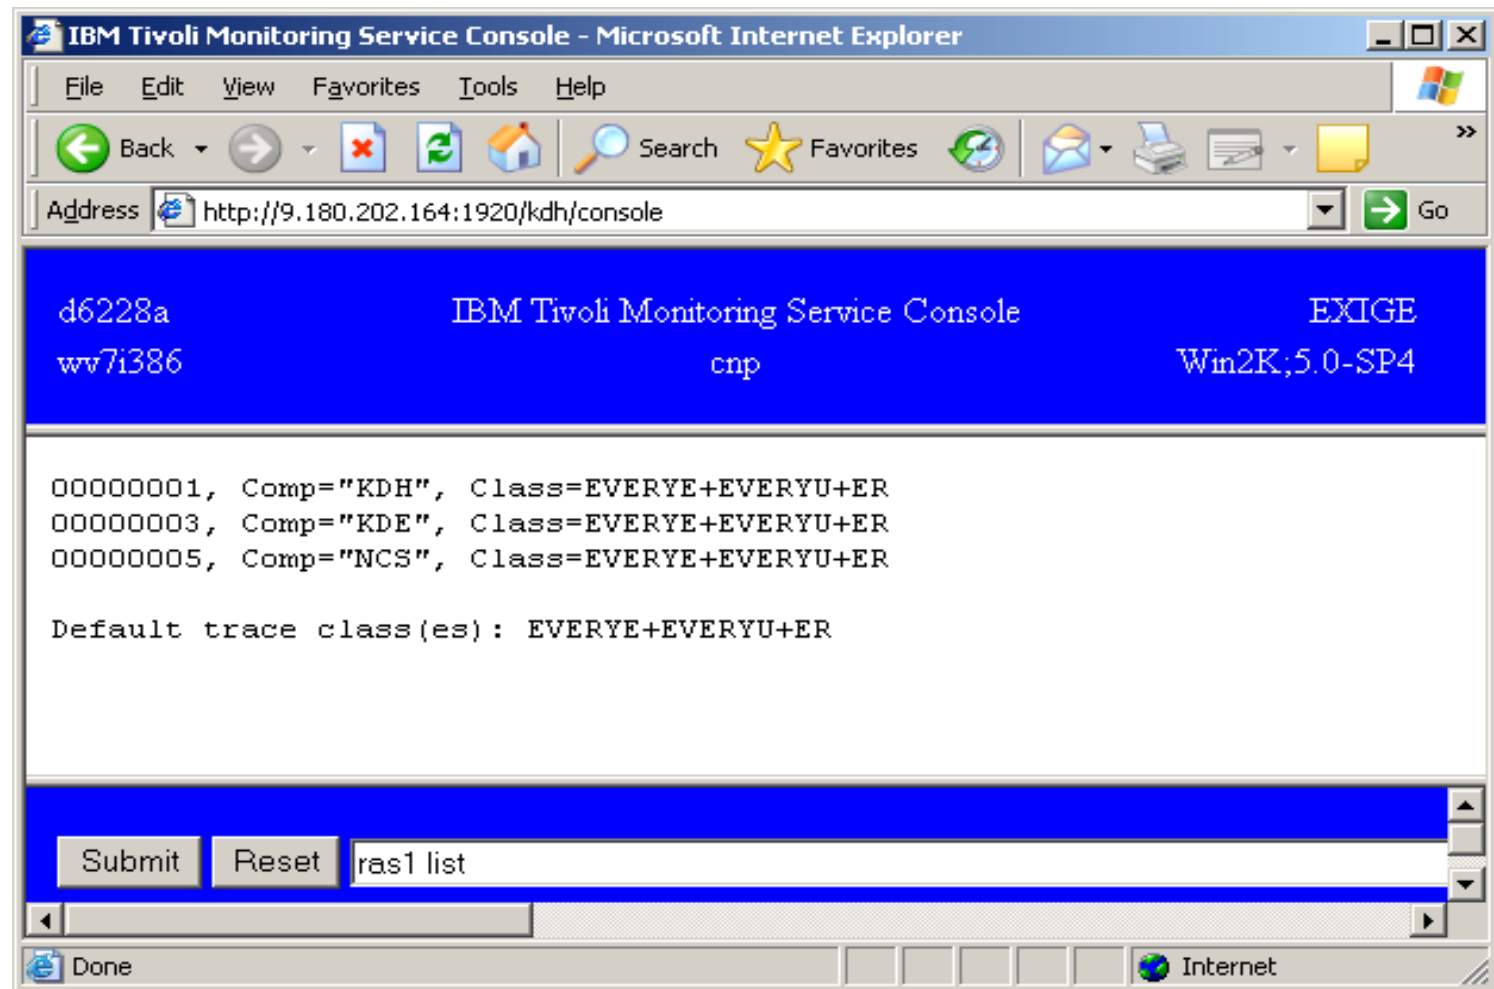 IBM Tivoli Monitoring Service Console - Microsoft Internet Explorer
File Edit View Favorites Tools Help
Back Search Favorites »
Address http://9.180.202.164:1920/kdh/console Go
d6228a IBM Tivoli Monitoring Service Console EXIGE
wv7i386 cnp Win2K;5.0-SP4
00000001, Comp="KDH", Class=EVERYE+EVERYU+ER
00000003, Comp="KDE", Class=EVERYE+EVERYU+ER
00000005, Comp="NCS", Class=EVERYE+EVERYU+ER
Default trace class(es): EVERYE+EVERYU+ER
Submit Reset ras1 list
Done Internet